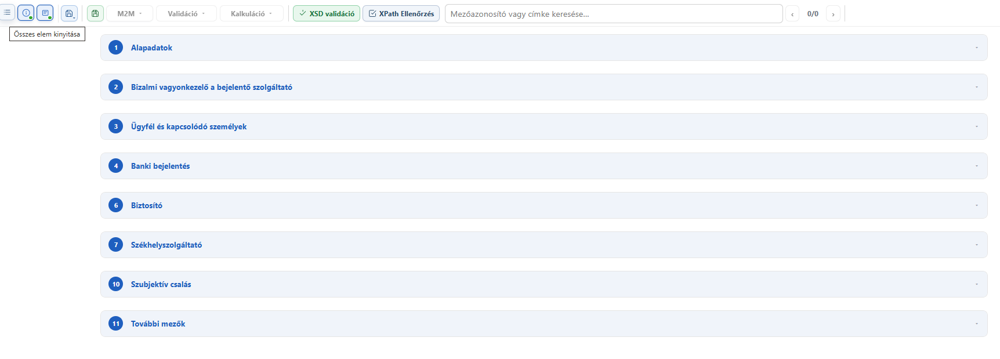 M2M
Validáció
Kalkuláció
XSD validáció
XPath Ellenőrzés
Mezőazonosító vagy címke keresése...
‹
0/0
›
Összes elem kinyitása
1 Alapadatok
2 Bizalmi vagyonkezelő a bejelentő szolgáltató
3 Ügyfél és kapcsolódó személyek
4 Banki bejelentés
6 Biztosító
7 Székhelyszolgáltató
10 Szubjektív csalás
11 További mezők